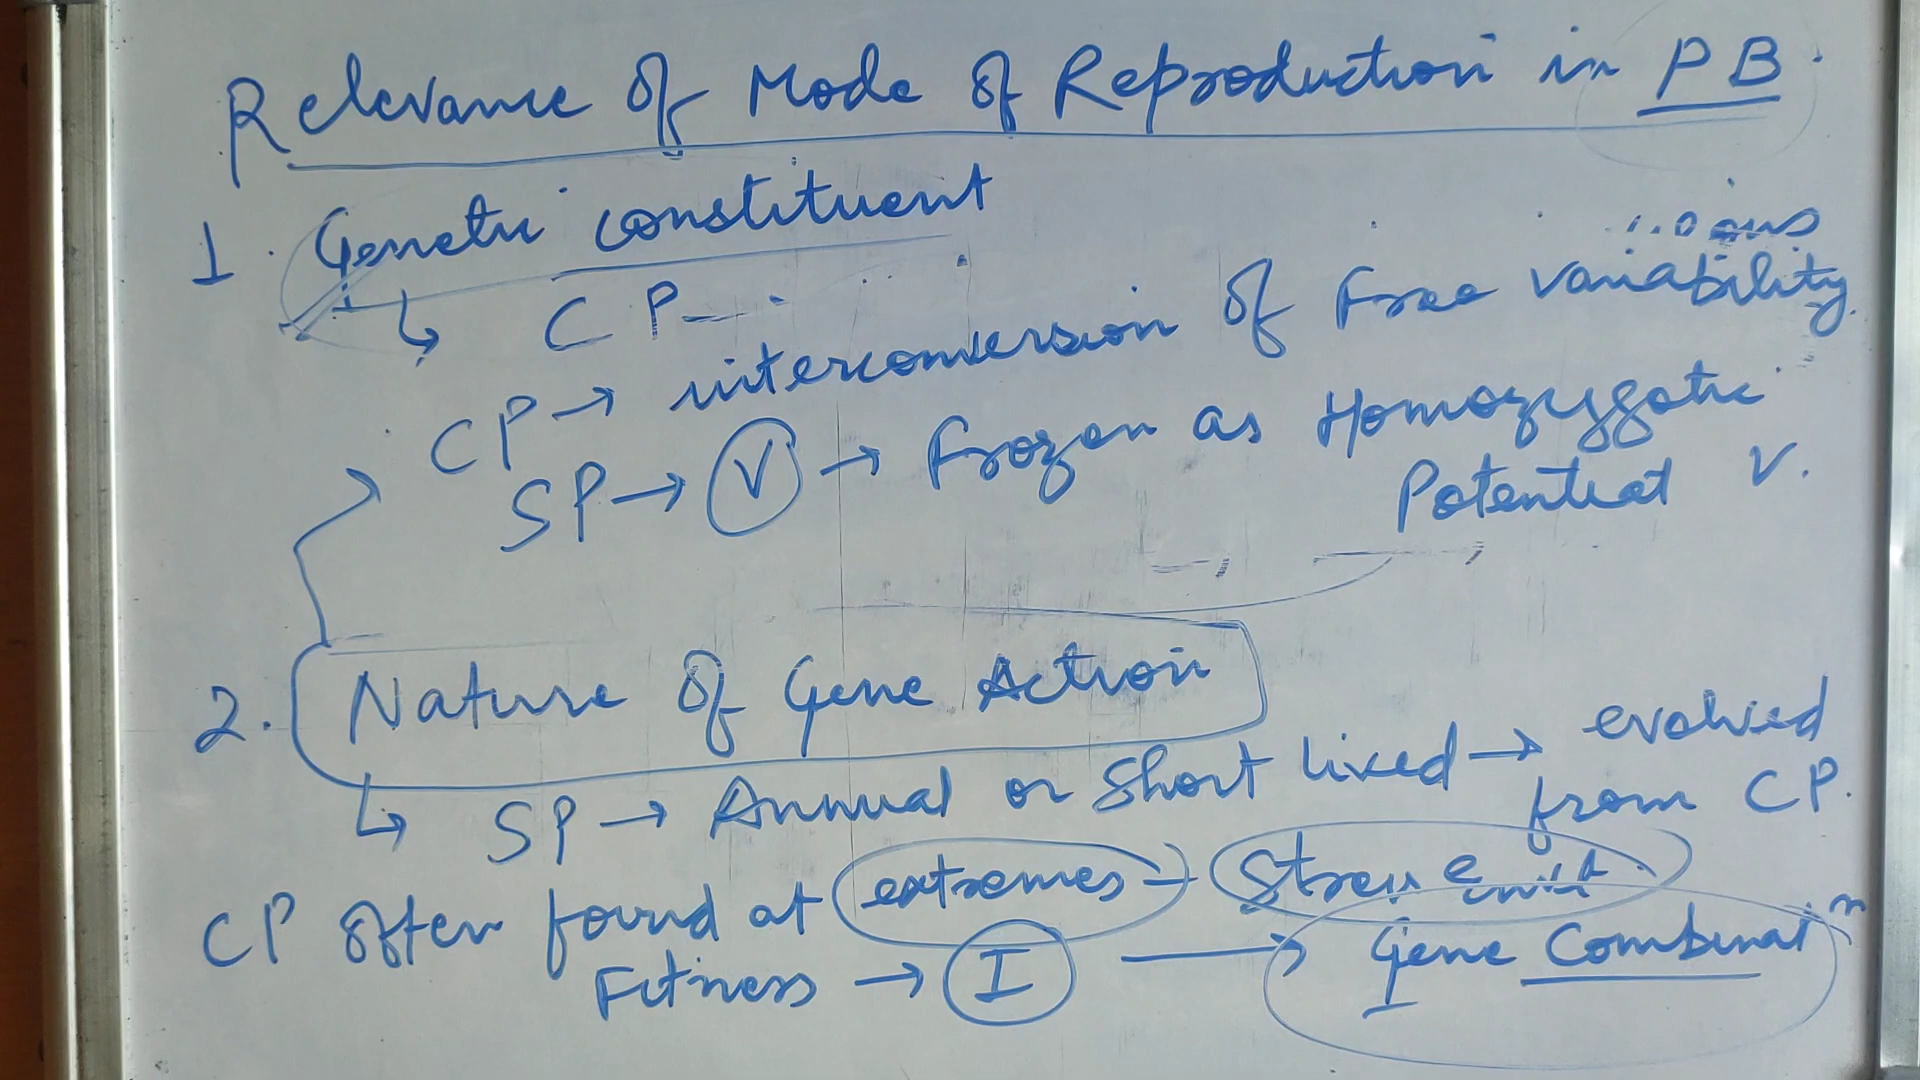 Relevance of Mode of Reproduction in PB
1. Genetic constituent
CP
CP → interconversion of Free variability
SP → V → Frozen as Homozygotic
Potential V.
2. Nature of Gene Action
SP → Annual or Short lived → evolved
from CP.
CP often found at extremes → Stress
Fitness → I → Gene Combinatn